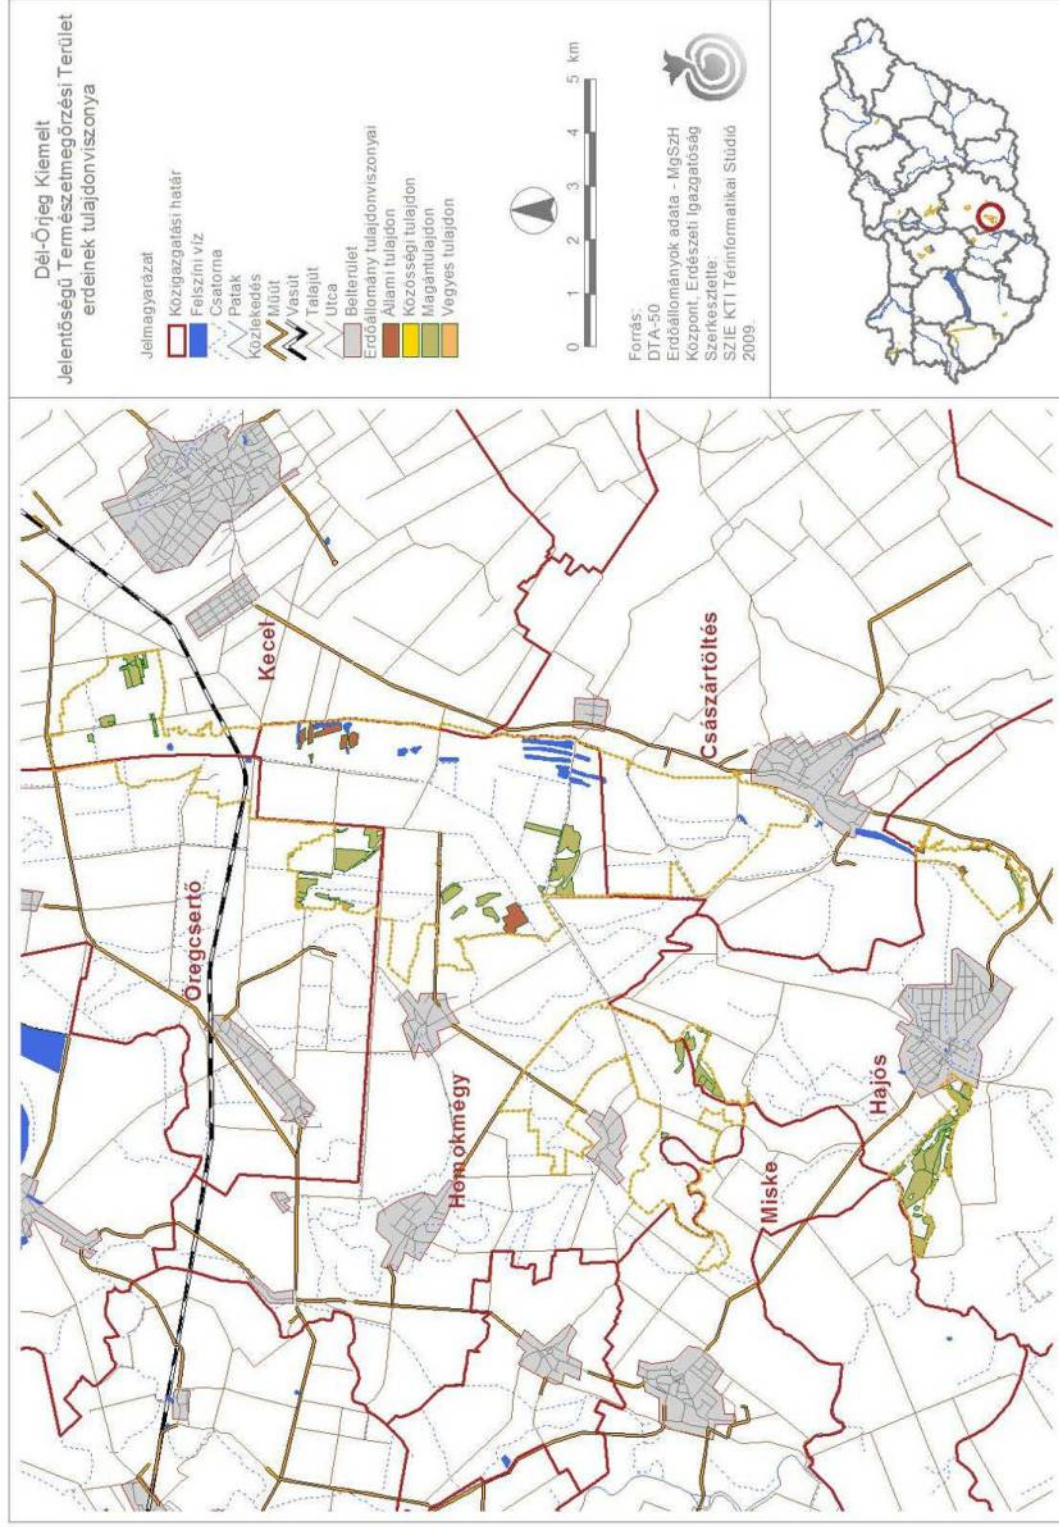 Dél-Őrjeg Kiemelt
Jelentőségű Természetmegőrzési Terület
erdeinek tulajdonviszonya
Jelmagyarázat
Közigazgatási határ
Felszíni víz
Csatorna
Patak
Közlekedés
Műút
Vasút
Talajút
Utca
Belterület
Erdőállomány tulajdonviszonyai
Állami tulajdon
Közösségi tulajdon
Magántulajdon
Vegyes tulajdon
0 1 2 3 4 5 km
Forrás:
DTA-50
Erdőállományok adata - MgSzH
Központ, Erdészeti Igazgatóság
Szerkesztette:
SZIE KTI Térinformatikai Stúdió
2009.
Kecel
Öregcsertő
Császártöltés
Homokmégy
Hajós
Miske